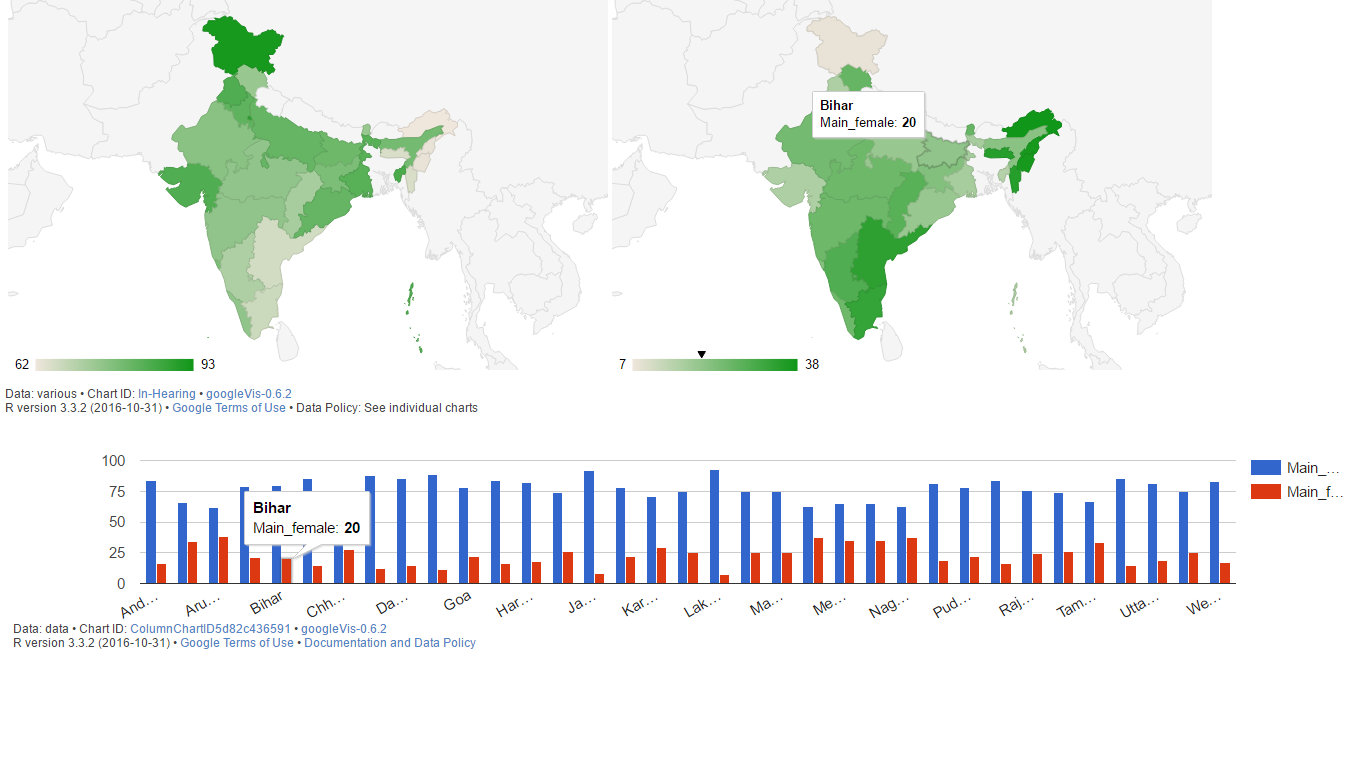 Bihar
Main_female: 20
62 93
7 38
Data: various • Chart ID: In-Hearing • googleVis-0.6.2
R version 3.3.2 (2016-10-31) • Google Terms of Use • Data Policy: See individual charts
100
75
50
25
0
Main_...
Main_f...
Bihar
Main_female: 20
And... Aru... Bihar Chh... Da... Goa Har... Ja... Kar... Lak... Ma... Me... Nag... Pud... Raj... Tam... Utta... We...
Data: data • Chart ID: ColumnChartID5d82c436591 • googleVis-0.6.2
R version 3.3.2 (2016-10-31) • Google Terms of Use • Documentation and Data Policy